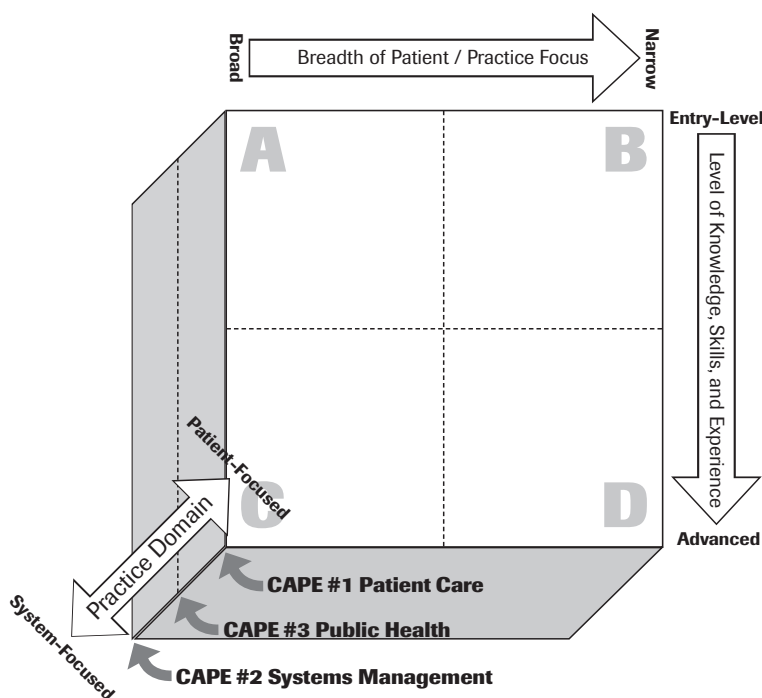 Broad
Breadth of Patient / Practice Focus
Narrow
A
B
Entry-Level
Level of Knowledge, Skills, and Experience
Patient-Focused
C
D
Advanced
Practice Domain
System-Focused
CAPE #1 Patient Care
CAPE #3 Public Health
CAPE #2 Systems Management